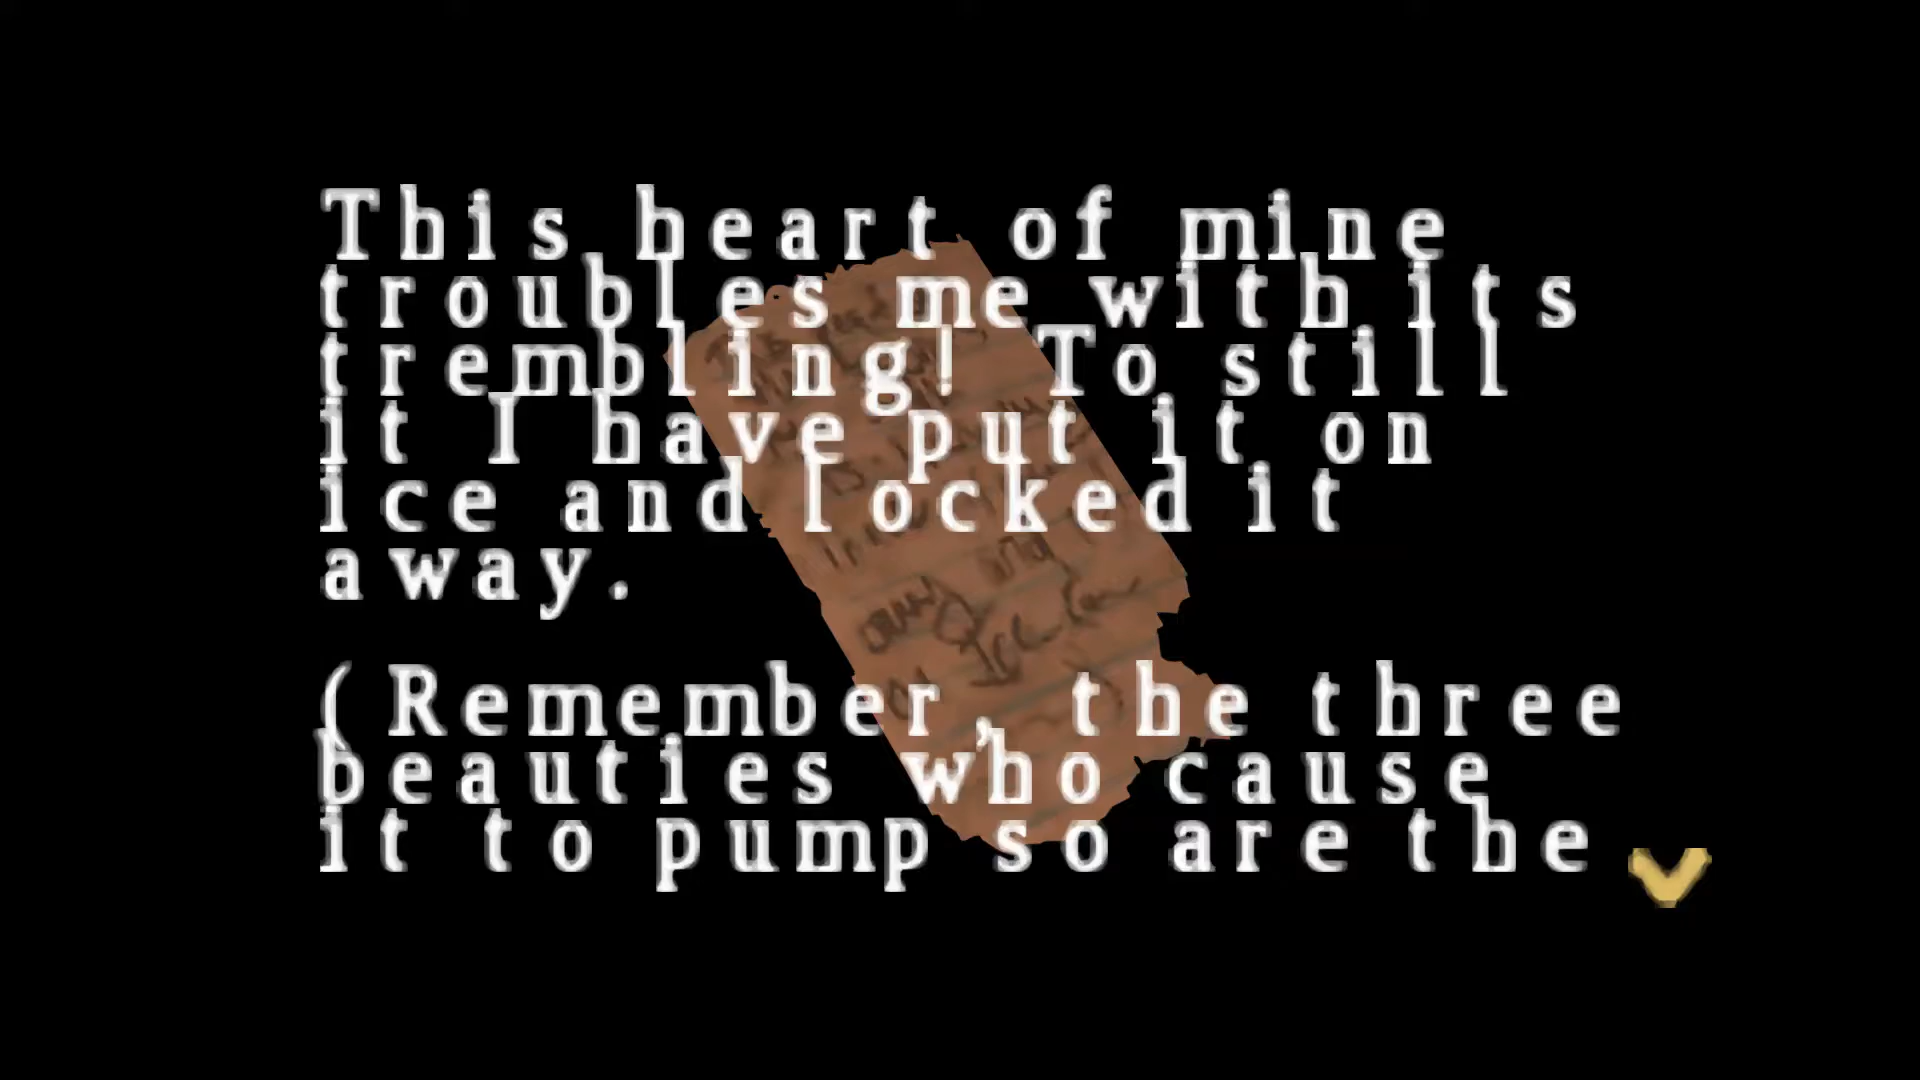 This heart of mine
troubles me with its
trembling! To still
it I have put it on
ice and locked it
away.
(Remember, the three
beauties who cause
it to pump so are the